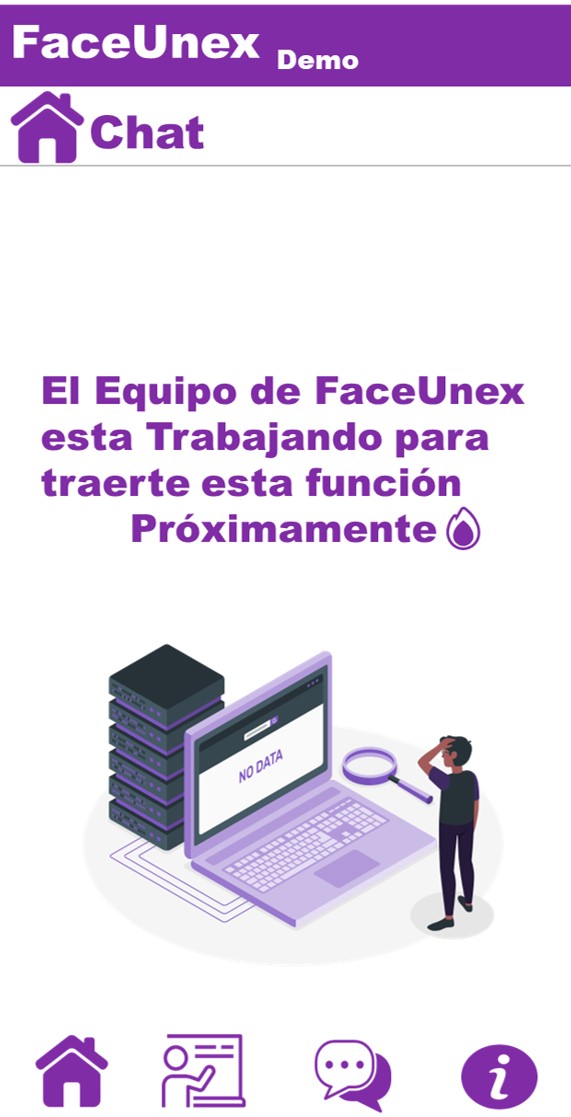 FaceUnex Demo
Chat
El Equipo de FaceUnex
esta Trabajando para
traerte esta función
Próximamente
NO DATA